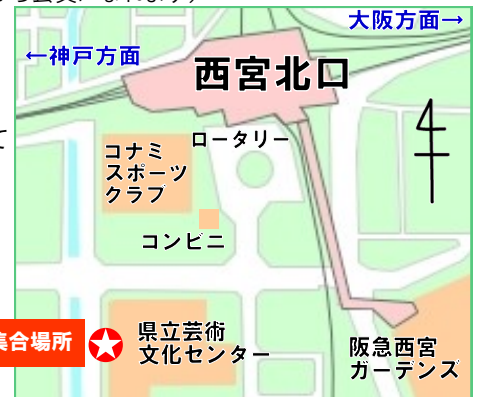 大阪方面→
←神戸方面
西宮北口
て
ロータリー
コナミ
スポーツ
クラブ
コンビニ
集合場所
県立芸術
文化センター
阪急西宮
ガーデンズ